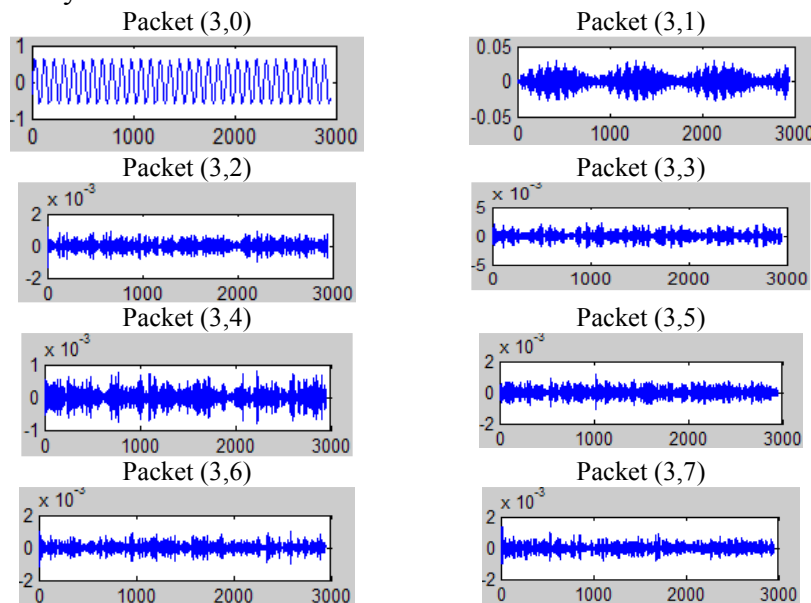 Packet (3,0) Packet (3,1)
1 0.05
0 0
-1 -0.05
0 1000 2000 3000 0 1000 2000 3000
Packet (3,2) Packet (3,3)
x 10⁻³ x 10⁻³
2 5
0 0
-2 -5
0 1000 2000 3000 0 1000 2000 3000
Packet (3,4) Packet (3,5)
x 10⁻³ x 10⁻³
1 2
0 0
-1 -2
0 1000 2000 3000 0 1000 2000 3000
Packet (3,6) Packet (3,7)
x 10⁻³ x 10⁻³
2 2
0 0
-2 -2
0 1000 2000 3000 0 1000 2000 3000